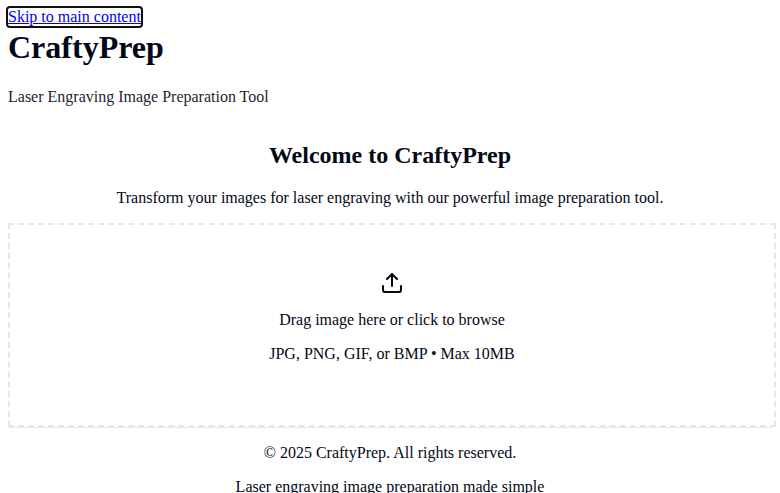 Skip to main content
CraftyPrep
Laser Engraving Image Preparation Tool
Welcome to CraftyPrep
Transform your images for laser engraving with our powerful image preparation tool.
Drag image here or click to browse
JPG, PNG, GIF, or BMP • Max 10MB
© 2025 CraftyPrep. All rights reserved.
Laser engraving image preparation made simple